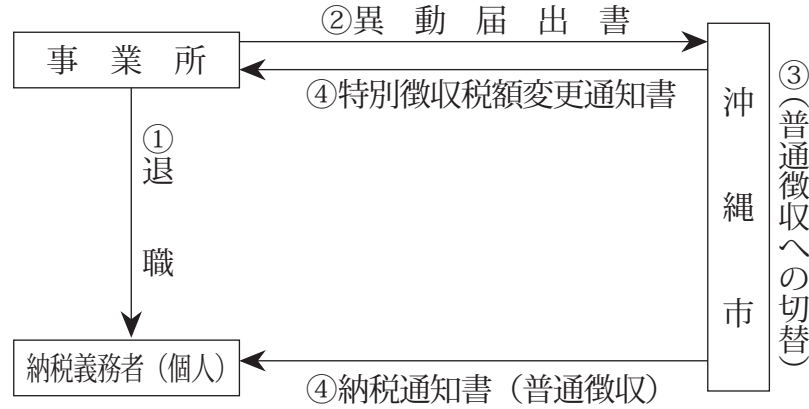 ②異動届出書
事業所
④特別徴収税額変更通知書
①退職
沖縄市
③（普通徴収への切替）
納税義務者（個人）
④納税通知書（普通徴収）